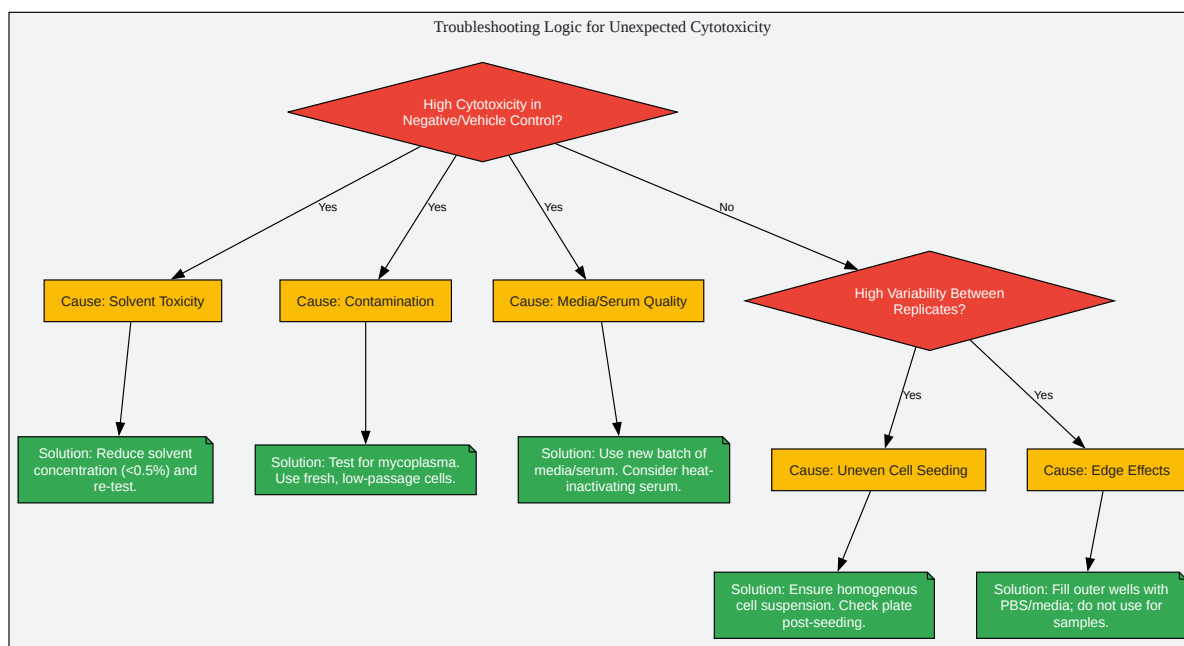 Troubleshooting Logic for Unexpected Cytotoxicity
High Cytotoxicity in
Negative/Vehicle Control?
Yes
Yes
Yes
No
Cause: Solvent Toxicity
Cause: Contamination
Cause: Media/Serum Quality
High Variability Between
Replicates?
Yes
Yes
Solution: Reduce solvent
concentration (<0.5%) and
re-test.
Solution: Test for mycoplasma.
Use fresh, low-passage cells.
Solution: Use new batch of
media/serum. Consider heat-
inactivating serum.
Cause: Uneven Cell Seeding
Cause: Edge Effects
Solution: Ensure homogenous
cell suspension. Check plate
post-seeding.
Solution: Fill outer wells with
PBS/media; do not use for
samples.